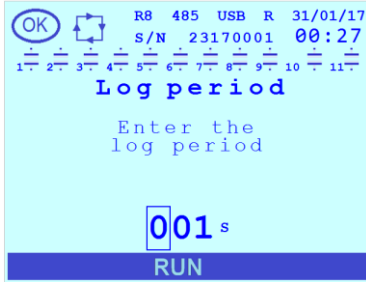 OK R8 485 USB R 31/01/17
S/N 23170001 00:27
1 2 3 4 5 6 7 8 9 10 11
Log period
Enter the
log period
001 s
RUN